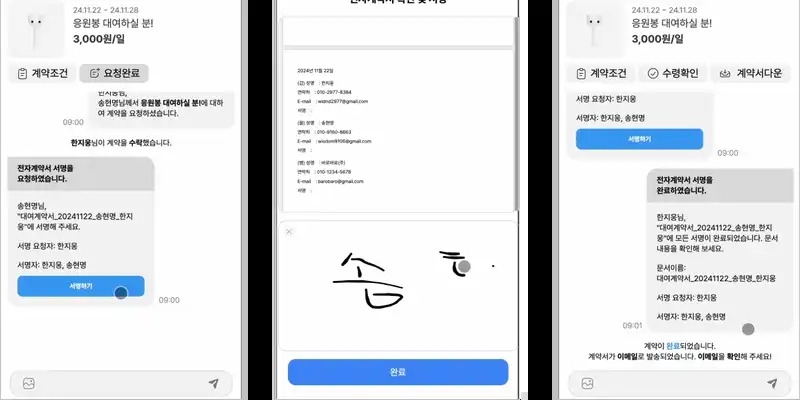 24.11.22 ~ 24.11.28
응원봉 대여하실 분!
3,000원/일
계약조건
요청완료
한지웅님,
송현명님께서 응원봉 대여하실 분!에 대하
여 계약을 요청하셨습니다.
09:00
한지웅님이 계약을 수락했습니다.
전자계약서 서명을
요청하였습니다.
송현명님,
"대여계약서_20241122_송현명_한지
웅"에 서명해 주세요.
서명 요청자: 한지웅
서명자: 한지웅, 송현명
서명하기
09:00
2024년 11월 22일
(갑) 성명 : 한지웅
연락처 : 010-2977-8384
서명 :
(을) 성명 : 송현명
연락처 : 010-9160-8863
서명 :
(병) 성명 : 바로바로(주)
연락처 : 010-1234-5678
E-mail : barobaro@gmail.com
서명 :
송
완료
24.11.22 ~ 24.11.28
응원봉 대여하실 분!
3,000원/일
계약조건
수령확인
계약서다운
서명 요청자: 한지웅
서명자: 한지웅, 송현명
서명하기
09:00
전자계약서 서명을
완료하였습니다.
한지웅님,
"대여계약서_20241122_송현명_한지
웅"에 모든 서명이 완료되었습니다. 문서
내용을 확인해 보세요.
문서이름:
대여계약서_20241122_송현명_한지웅
서명 요청자: 한지웅
서명자: 한지웅, 송현명
09:01
계약이 완료되었습니다.
계약서가 이메일로 발송되었습니다. 이메일을 확인해 주세요!